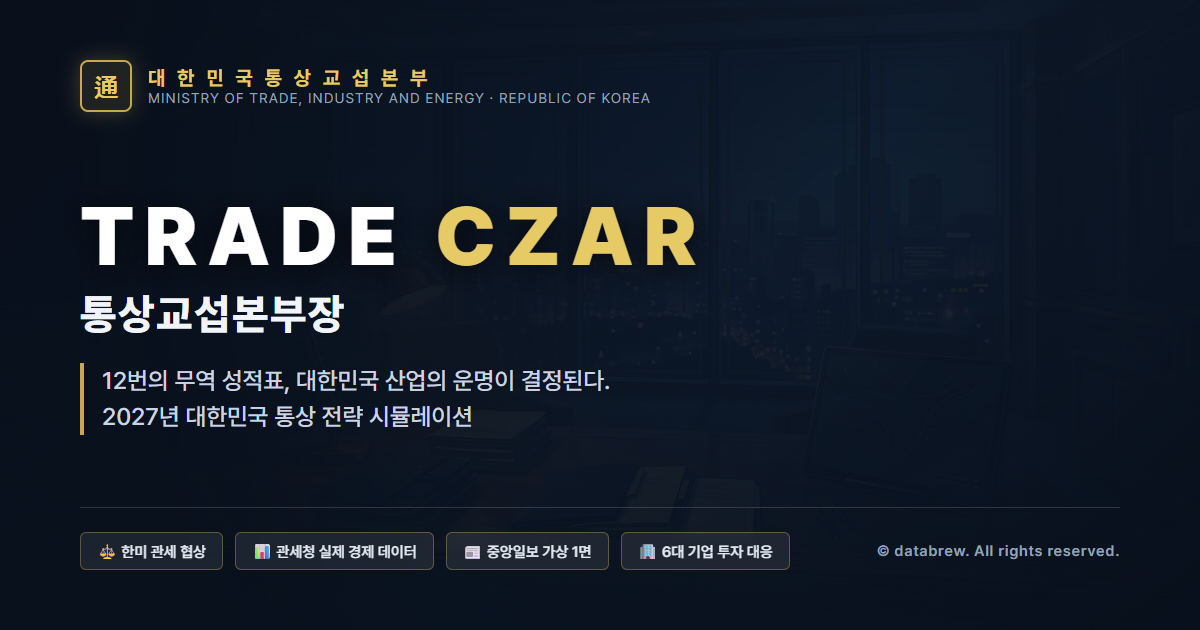 通
대한민국통상교섭본부
MINISTRY OF TRADE, INDUSTRY AND ENERGY · REPUBLIC OF KOREA
TRADE CZAR
통상교섭본부장
12번의 무역 성적표, 대한민국 산업의 운명이 결정된다.
2027년 대한민국 통상 전략 시뮬레이션
한미 관세 협상
관세청 실제 경제 데이터
중앙일보 가상 1면
6대 기업 투자 대응
© databrew. All rights reserved.